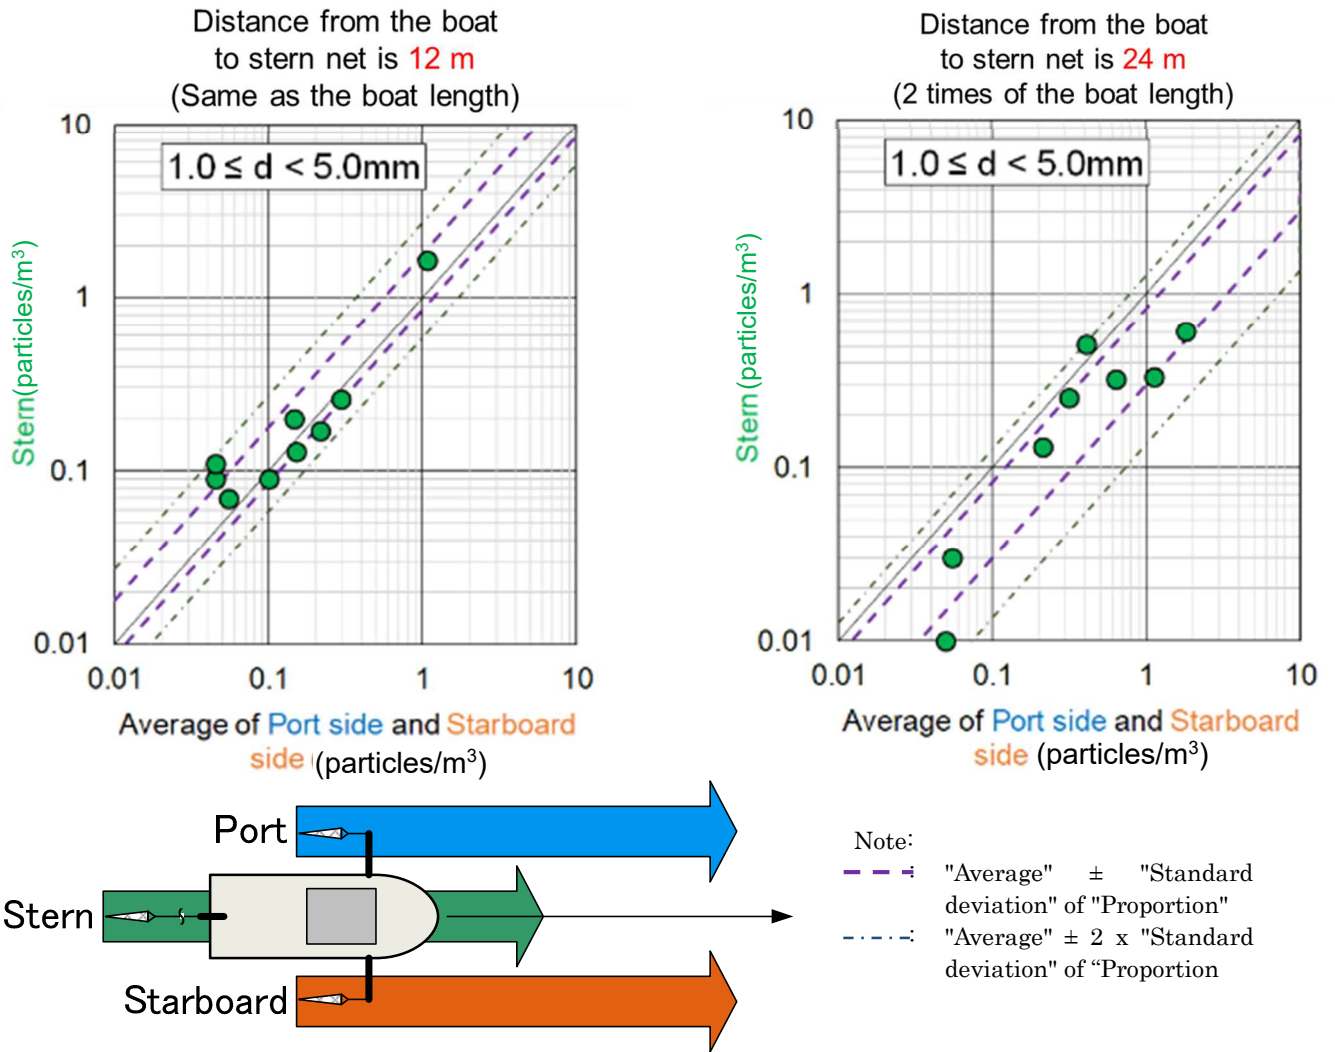 Distance from the boat
to stern net is 12 m
(Same as the boat length)
10
1.0 ≤ d < 5.0mm
1
0.1
0.01
Stern(particles/m³)
0.01 0.1 1 10
Average of Port side and Starboard
side (particles/m³)
Distance from the boat
to stern net is 24 m
(2 times of the boat length)
10
1.0 ≤ d < 5.0mm
1
0.1
0.01
Stern(particles/m³)
0.01 0.1 1 10
Average of Port side and Starboard
side (particles/m³)
Port
Stern
Starboard
Note:
: "Average" ± "Standard
deviation" of "Proportion"
: "Average" ± 2 x "Standard
deviation" of “Proportion